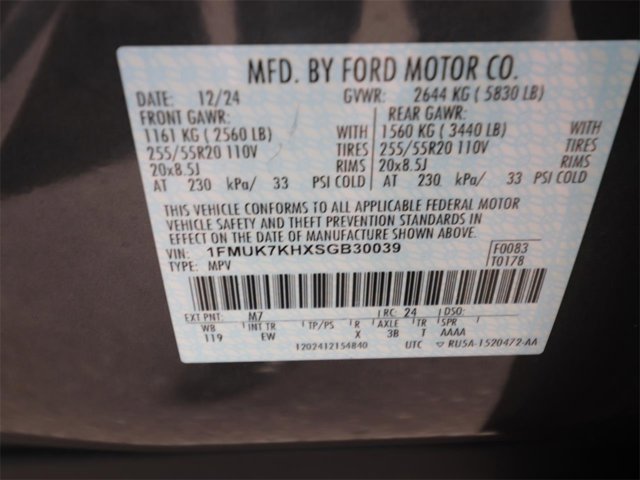 MFD. BY FORD MOTOR CO.
DATE: 12/24 GVWR: 2644 KG ( 5830 LB)
FRONT GAWR: REAR GAWR:
1161 KG ( 2560 LB) WITH 1560 KG ( 3440 LB) WITH
255/55R20 110V TIRES 255/55R20 110V TIRES
20x8.5J RIMS 20x8.5J RIMS
AT 230 kPa/ 33 PSI COLD AT 230 kPa/ 33 PSI COLD
THIS VEHICLE CONFORMS TO ALL APPLICABLE FEDERAL MOTOR
VEHICLE SAFETY AND THEFT PREVENTION STANDARDS IN
EFFECT ON THE DATE OF MANUFACTURE SHOWN ABOVE.
VIN: 1FMUK7KHXSGB30039 F0083
TYPE: MPV T0178
EXT PNT: M7 RC: 24 DSO:
WB INT TR TP/PS R AXLE TR SPR
119 EW X 3B T AAAA
1202412154840 UTC ▽ RU5A-1520472-AA